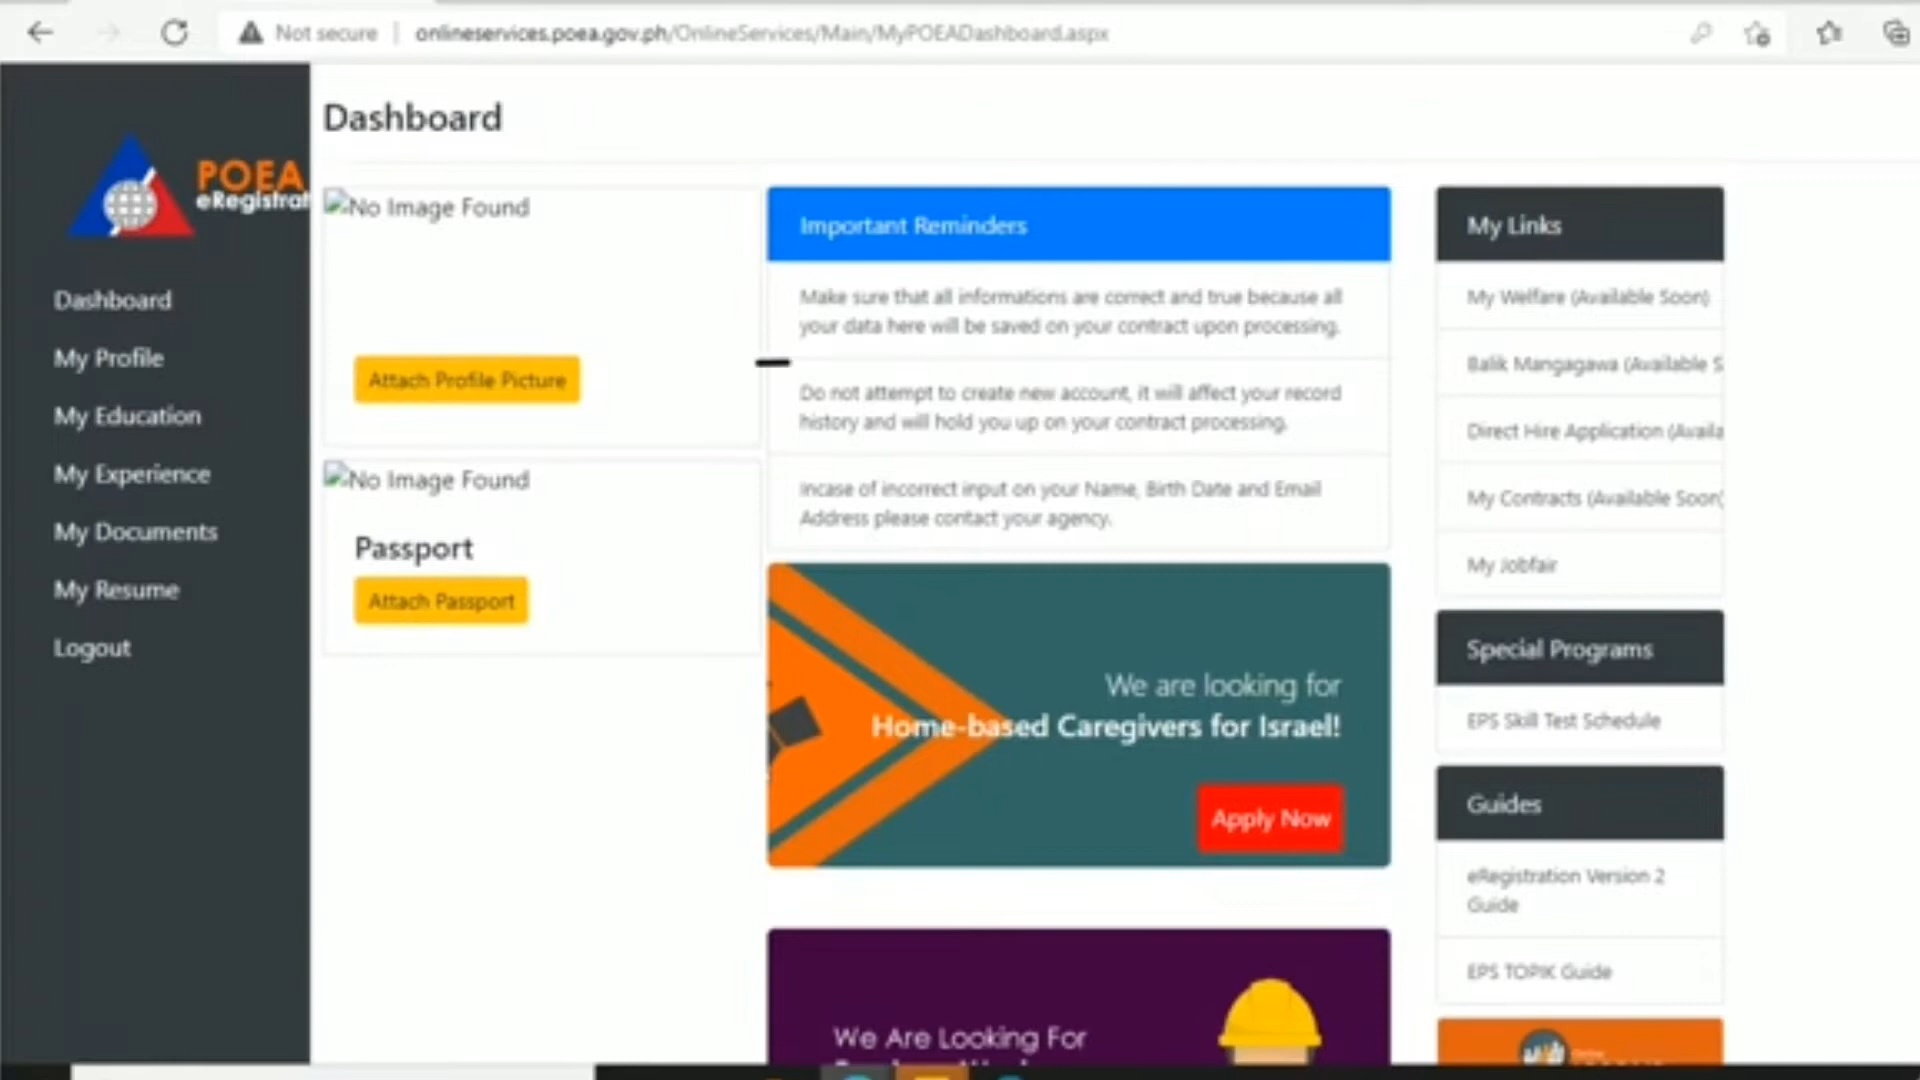 Not secure | onlineservices.poea.gov.ph/OnlineServices/Main/MyPOEADashboard.aspx
POEA
eRegistrat
Dashboard
My Profile
My Education
My Experience
My Documents
My Resume
Logout
Dashboard
No Image Found
Attach Profile Picture
No Image Found
Passport
Attach Passport
Important Reminders
Make sure that all informations are correct and true because all
your data here will be saved on your contract upon processing.
Do not attempt to create new account, it will affect your record
history and will hold you up on your contract processing.
Incase of incorrect input on your Name, Birth Date and Email
Address please contact your agency.
We are looking for
Home-based Caregivers for Israel!
Apply Now
We Are Looking For
My Links
My Welfare (Available Soon)
Balik Mangagawa (Available S
Direct Hire Application (Availa
My Contracts (Available Soon)
My Jobfair
Special Programs
EPS Skill Test Schedule
Guides
eRegistration Version 2
Guide
EPS TOPIK Guide